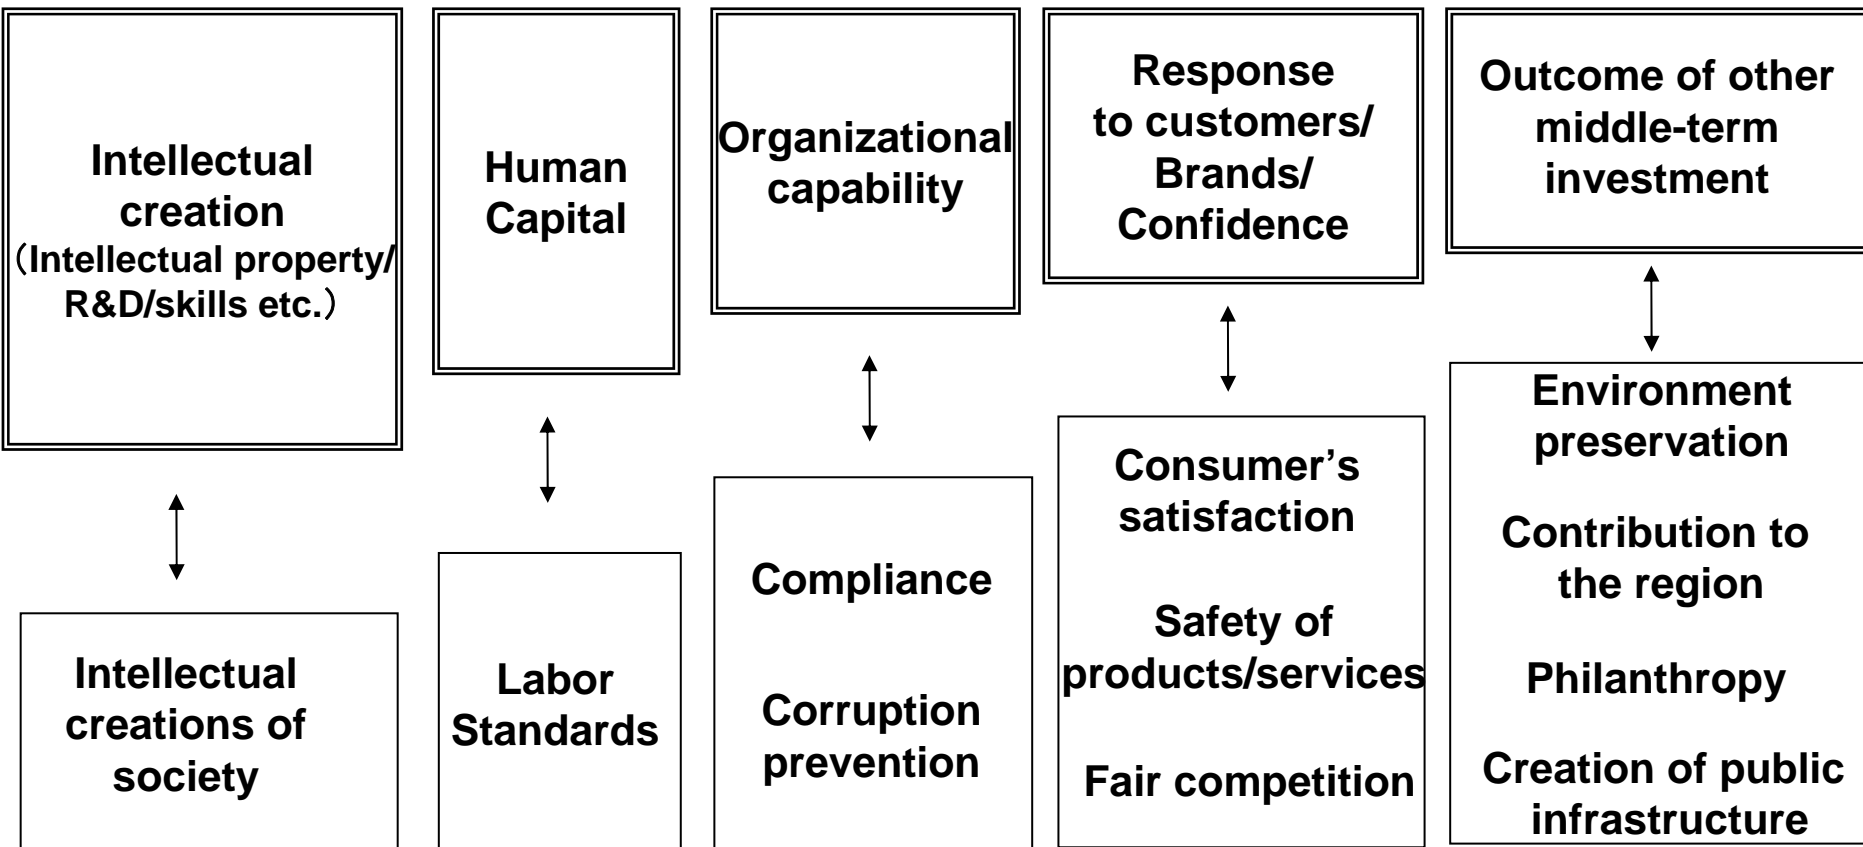 Intellectual
creation
（Intellectual property/
R&D/skills etc.）
Human
Capital
Organizational
capability
Response
to customers/
Brands/
Confidence
Outcome of other
middle-term
investment
Intellectual
creations of
society
Labor
Standards
Compliance
Corruption
prevention
Consumer’s
satisfaction
Safety of
products/services
Fair competition
Environment
preservation
Contribution to
the region
Philanthropy
Creation of public
infrastructure